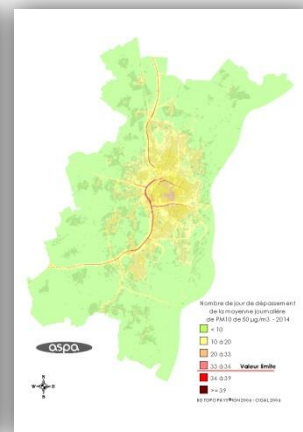 Nombre de jour de dépassement
de la moyenne journalière
de PM10 de 50 µg/m3. - 2014
< 10
10 à 20
20 à 33
33 à 36 Valeur limite
36 à 39
>= 39
aspa
N
S